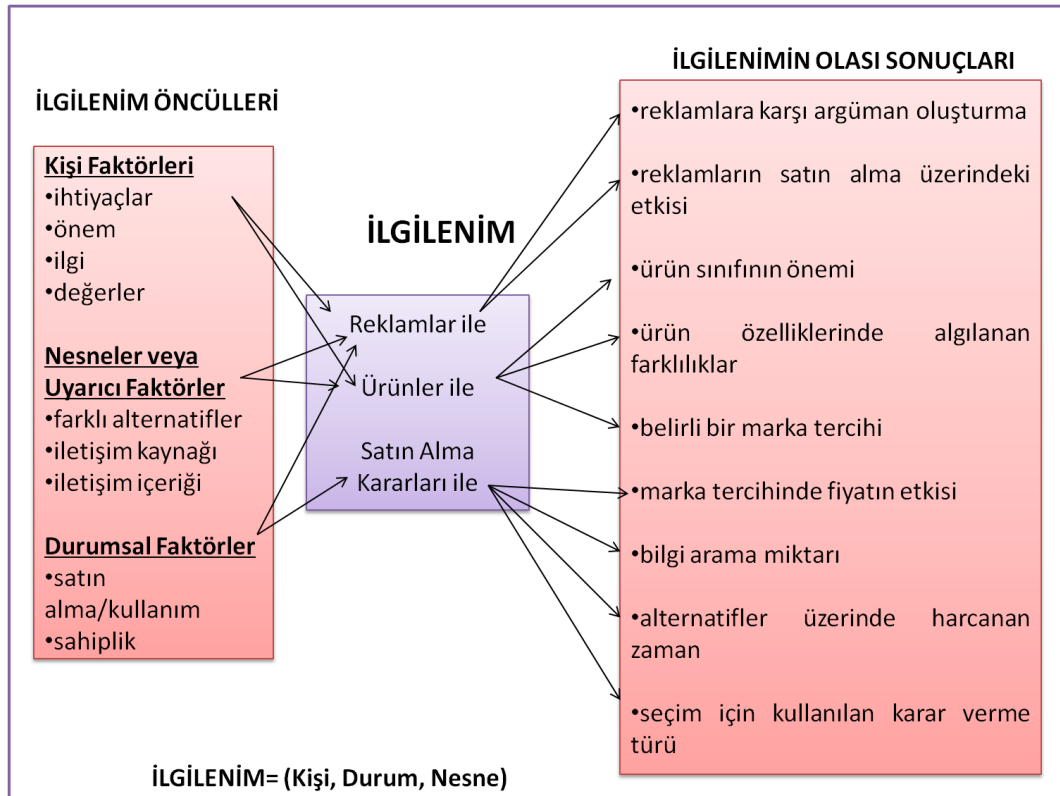 İLGİLENİM ÖNCÜLLERİ
Kişi Faktörleri
•ihtiyaçlar
•önem
•ilgi
•değerler
Nesneler veya
Uyarıcı Faktörler
•farklı alternatifler
•iletişim kaynağı
•iletişim içeriği
Durumsal Faktörler
•satın
alma/kullanım
•sahiplik
İLGİLENİM
Reklamlar ile
Ürünler ile
Satın Alma
Kararları ile
İLGİLENİMİN OLASI SONUÇLARI
•reklamlara karşı argüman oluşturma
•reklamların satın alma üzerindeki
etkisi
•ürün sınıfının önemi
•ürün özelliklerinde algılanan
farklılıklar
•belirli bir marka tercihi
•marka tercihinde fiyatın etkisi
•bilgi arama miktarı
•alternatifler üzerinde harcanan
zaman
•seçim için kullanılan karar verme
türü
İLGİLENİM= (Kişi, Durum, Nesne)